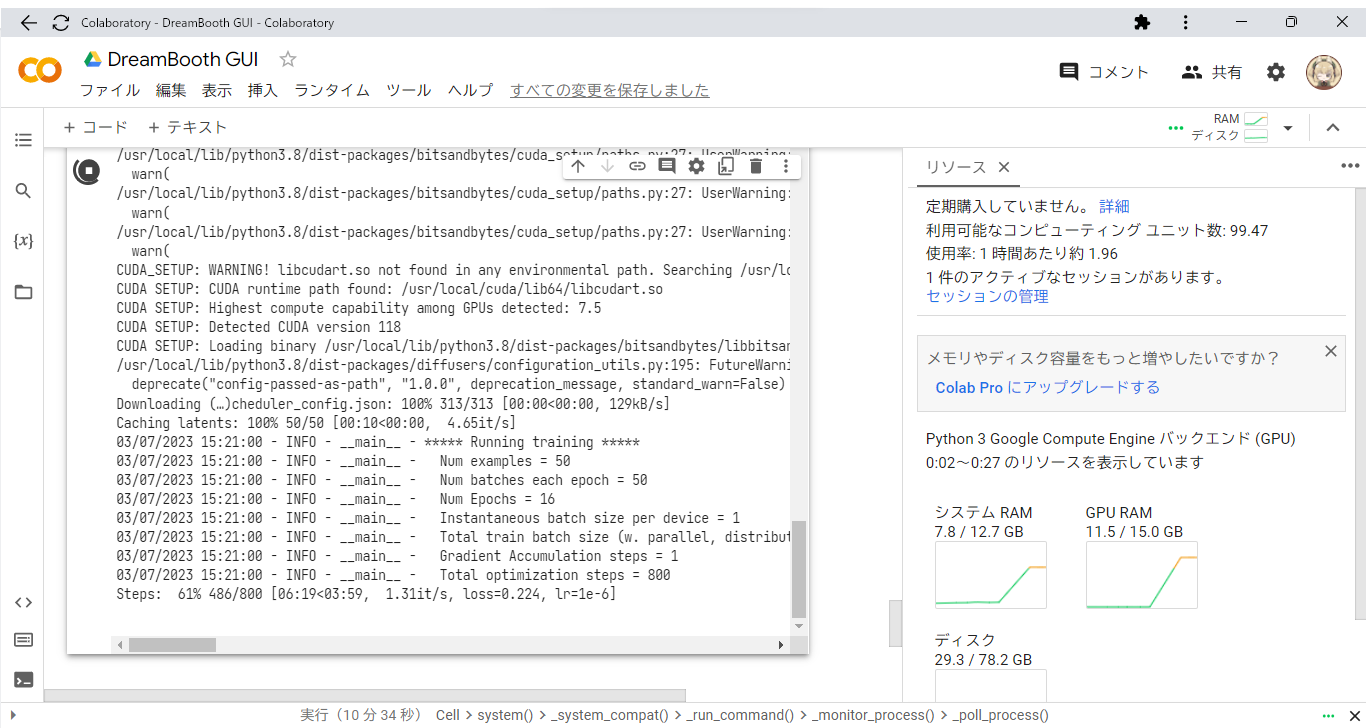 Colaboratory - DreamBooth GUI - Colaboratory
CO
DreamBooth GUI
ファイル 編集 表示 挿入 ランタイム ツール ヘルプ すべての変更を保存しました
コメント 共有
+ コード + テキスト
RAM
ディスク
/usr/local/lib/python3.8/dist-packages/bitsandbytes/cuda_setup/paths.py:27: UserWarning:
warn(
/usr/local/lib/python3.8/dist-packages/bitsandbytes/cuda_setup/paths.py:27: UserWarning:
warn(
/usr/local/lib/python3.8/dist-packages/bitsandbytes/cuda_setup/paths.py:27: UserWarning:
warn(
CUDA_SETUP: WARNING! libcudart.so not found in any environmental path. Searching /usr/lo
CUDA SETUP: CUDA runtime path found: /usr/local/cuda/lib64/libcudart.so
CUDA SETUP: Highest compute capability among GPUs detected: 7.5
CUDA SETUP: Detected CUDA version 118
CUDA SETUP: Loading binary /usr/local/lib/python3.8/dist-packages/bitsandbytes/libbitsan
/usr/local/lib/python3.8/dist-packages/diffusers/configuration_utils.py:195: FutureWarni
deprecate("config-passed-as-path", "1.0.0", deprecation_message, standard_warn=False)
Downloading (…)cheduler_config.json: 100% 313/313 [00:00<00:00, 129kB/s]
Caching latents: 100% 50/50 [00:10<00:00,  4.65it/s]
03/07/2023 15:21:00 - INFO - __main__ - ***** Running training *****
03/07/2023 15:21:00 - INFO - __main__ -   Num examples = 50
03/07/2023 15:21:00 - INFO - __main__ -   Num batches each epoch = 50
03/07/2023 15:21:00 - INFO - __main__ -   Num Epochs = 16
03/07/2023 15:21:00 - INFO - __main__ -   Instantaneous batch size per device = 1
03/07/2023 15:21:00 - INFO - __main__ -   Total train batch size (w. parallel, distribut
03/07/2023 15:21:00 - INFO - __main__ -   Gradient Accumulation steps = 1
03/07/2023 15:21:00 - INFO - __main__ -   Total optimization steps = 800
Steps:  61% 486/800 [06:19<03:59,  1.31it/s, loss=0.224, lr=1e-6]
リソース
定期購入していません。 詳細
利用可能なコンピューティング ユニット数: 99.47
使用率: 1 時間あたり約 1.96
1 件のアクティブなセッションがあります。
セッションの管理
メモリやディスク容量をもっと増やしたいですか？
Colab Pro にアップグレードする
Python 3 Google Compute Engine バックエンド (GPU)
0:02～0:27 のリソースを表示しています
システム RAM
7.8 / 12.7 GB
GPU RAM
11.5 / 15.0 GB
ディスク
29.3 / 78.2 GB
実行（10 分 34 秒） Cell > system() > _system_compat() > _run_command() > _monitor_process() > _poll_process()